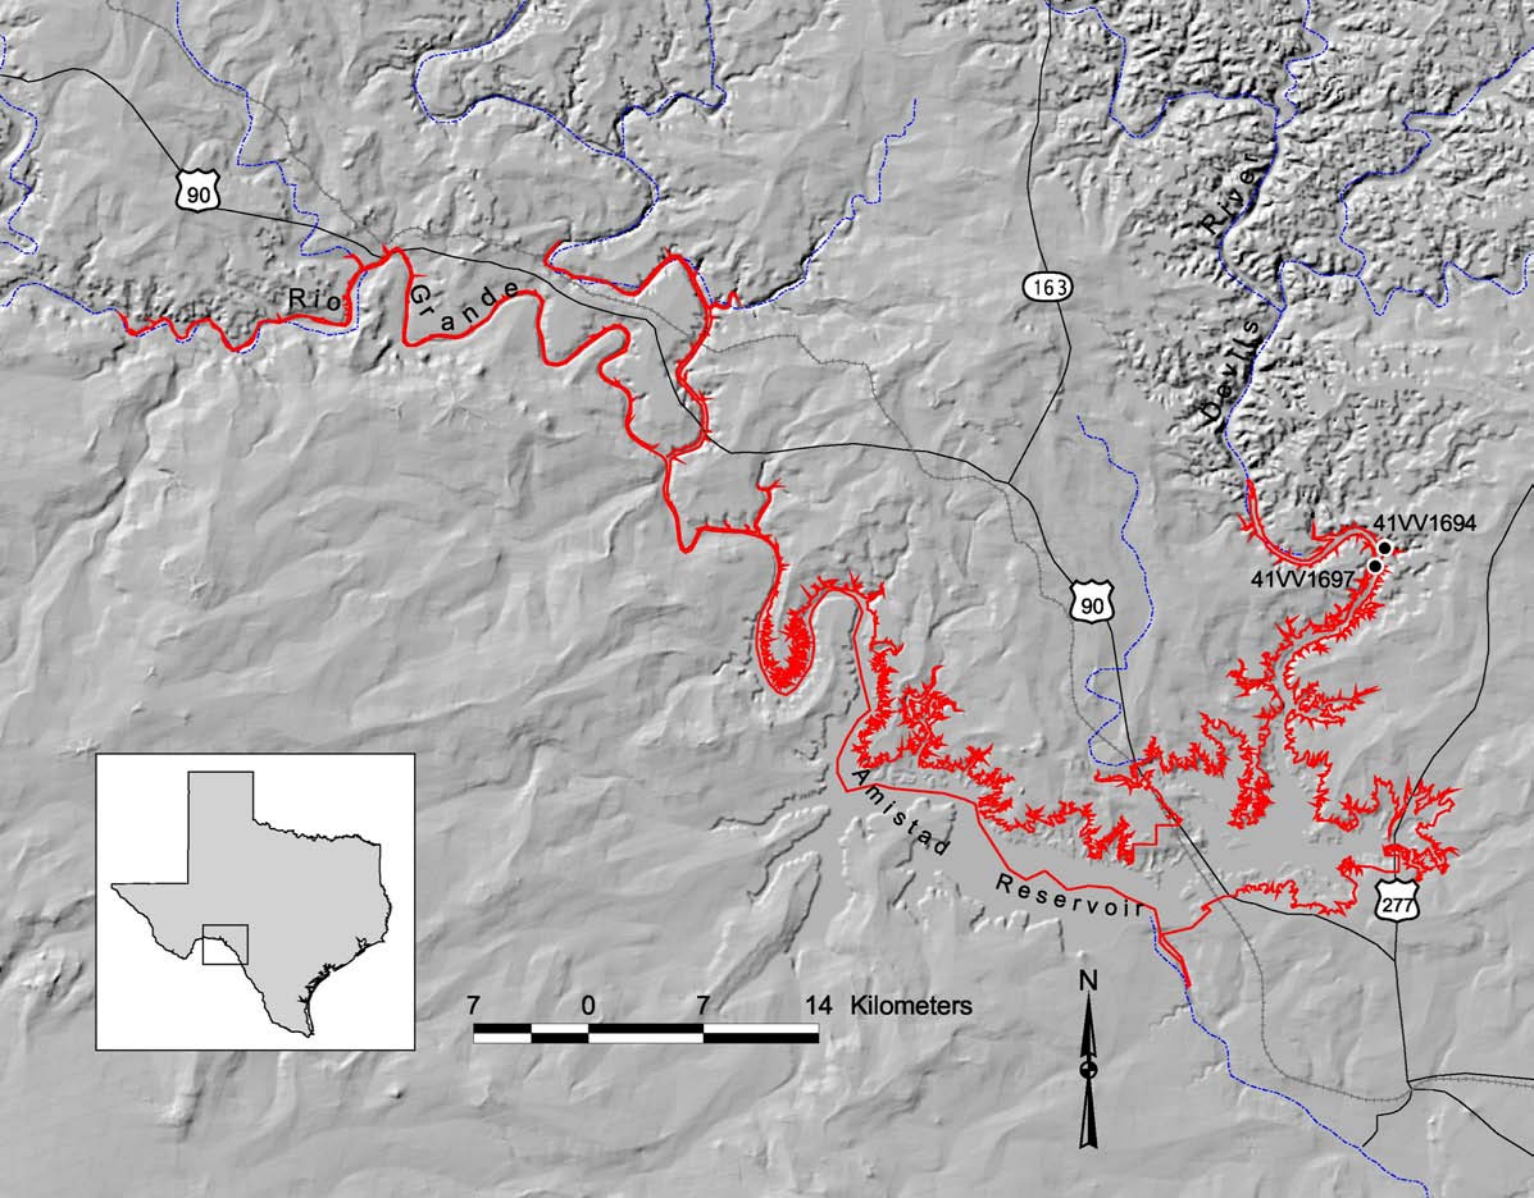 90
River
Rio
Grande
163
Devils
41VV1694
41VV1697
90
Amistad
Reservoir
277
N
7 0 7 14 Kilometers